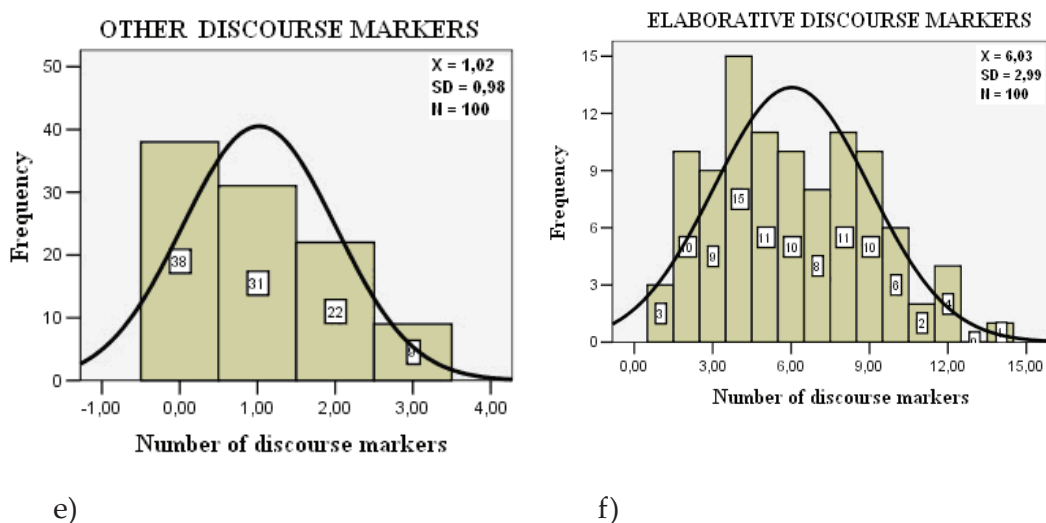 OTHER DISCOURSE MARKERS
X = 1,02
SD = 0,98
N = 100
Frequency
50
40
30
20
10
0
38
31
22
9
-1,00 0,00 1,00 2,00 3,00 4,00
Number of discourse markers
e)
ELABORATIVE DISCOURSE MARKERS
X = 6,03
SD = 2,99
N = 100
Frequency
15
12
9
6
3
0
3
10
9
15
11
10
8
11
10
6
2
4
0
1
0,00 3,00 6,00 9,00 12,00 15,00
Number of discourse markers
f)